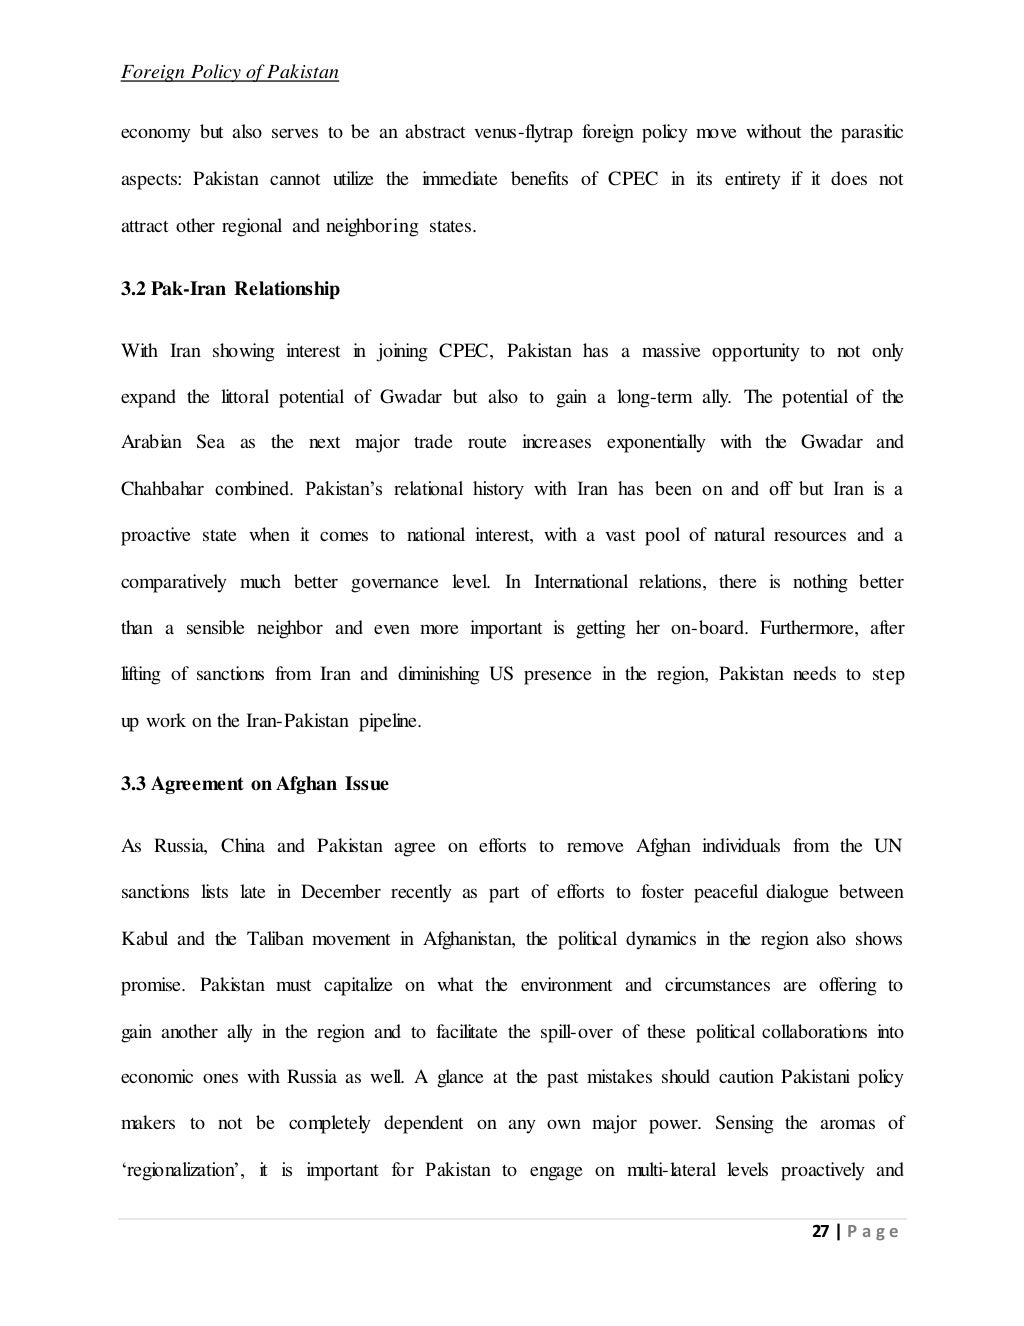 Foreign Policy of Pakistan
economy but also serves to be an abstract venus-flytrap foreign policy move without the parasitic
aspects: Pakistan cannot utilize the immediate benefits of CPEC in its entirety if it does not
attract other regional and neighboring states.
3.2 Pak-Iran Relationship
With Iran showing interest in joining CPEC, Pakistan has a massive opportunity to not only
expand the littoral potential of Gwadar but also to gain a long-term ally. The potential of the
Arabian Sea as the next major trade route increases exponentially with the Gwadar and
Chahbahar combined. Pakistan’s relational history with Iran has been on and off but Iran is a
proactive state when it comes to national interest, with a vast pool of natural resources and a
comparatively much better governance level. In International relations, there is nothing better
than a sensible neighbor and even more important is getting her on-board. Furthermore, after
lifting of sanctions from Iran and diminishing US presence in the region, Pakistan needs to step
up work on the Iran-Pakistan pipeline.
3.3 Agreement on Afghan Issue
As Russia, China and Pakistan agree on efforts to remove Afghan individuals from the UN
sanctions lists late in December recently as part of efforts to foster peaceful dialogue between
Kabul and the Taliban movement in Afghanistan, the political dynamics in the region also shows
promise. Pakistan must capitalize on what the environment and circumstances are offering to
gain another ally in the region and to facilitate the spill-over of these political collaborations into
economic ones with Russia as well. A glance at the past mistakes should caution Pakistani policy
makers to not be completely dependent on any own major power. Sensing the aromas of
‘regionalization’, it is important for Pakistan to engage on multi-lateral levels proactively and
27 | Page